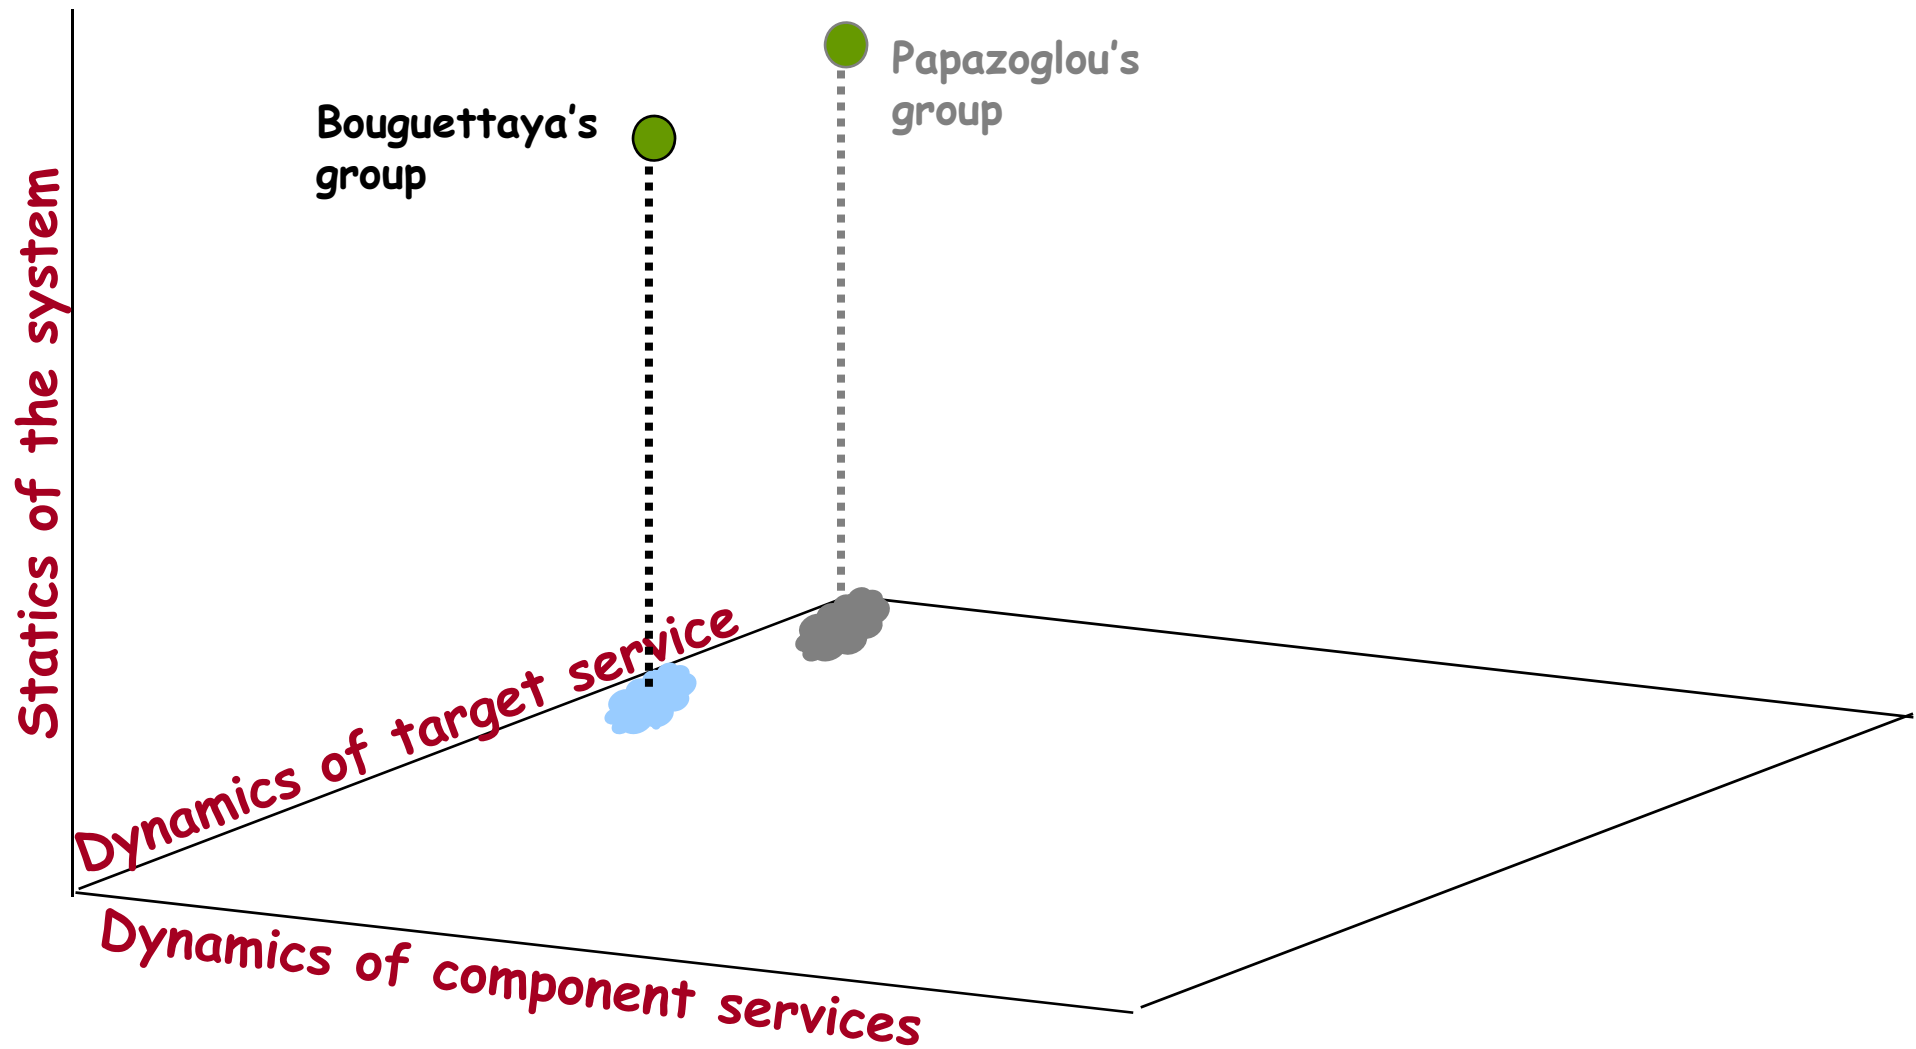 Papazoglou's
group
Bouguettaya's
group
Statics of the system
Dynamics of target service
Dynamics of component services